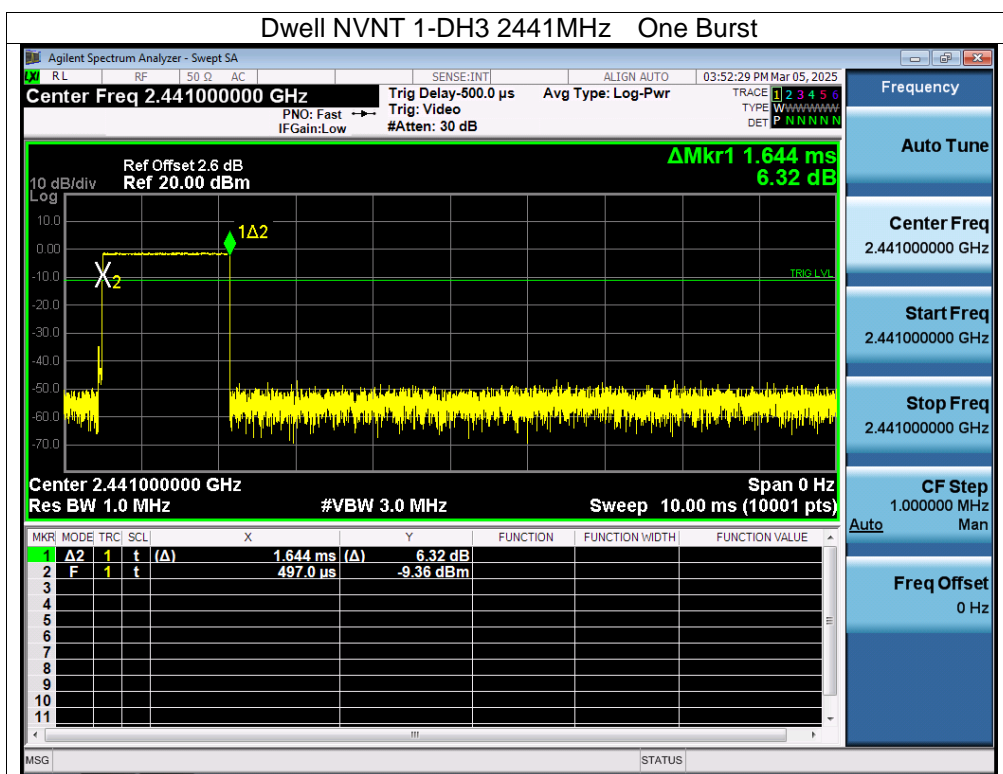 Dwell NVNT 1-DH3 2441MHz One Burst
Agilent Spectrum Analyzer - Swept SA
LXI RL RF 50 Ω AC SENSE:INT ALIGN AUTO 03:52:29 PM Mar 05, 2025
Center Freq 2.441000000 GHz Trig Delay-500.0 µs Avg Type: Log-Pwr TRACE 1 2 3 4 5 6
PNO: Fast Trig: Video TYPE WWWWWW
IFGain:Low #Atten: 30 dB DET P N N N N N
Frequency
Auto Tune
Center Freq
2.441000000 GHz
Start Freq
2.441000000 GHz
Stop Freq
2.441000000 GHz
CF Step
1.000000 MHz
Auto Man
Freq Offset
0 Hz
ΔMkr1 1.644 ms
6.32 dB
Ref Offset 2.6 dB
10 dB/div Ref 20.00 dBm
Log
10.0
1Δ2
0.00
-10.0
2
TRIG LVL
-20.0
-30.0
-40.0
-50.0
-60.0
-70.0
Center 2.441000000 GHz Span 0 Hz
Res BW 1.0 MHz #VBW 3.0 MHz Sweep 10.00 ms (10001 pts)
MKR MODE TRC SCL X Y FUNCTION FUNCTION WIDTH FUNCTION VALUE
1 Δ2 1 t (Δ) 1.644 ms (Δ) 6.32 dB
2 F 1 t 497.0 µs -9.36 dBm
3
4
5
6
7
8
9
10
11
MSG STATUS